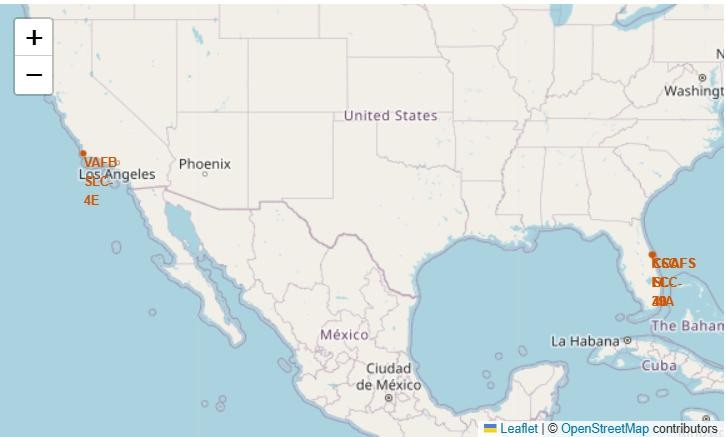 +
−
United States
Washingt
N
VAFB
SLC-
4E
Los Angeles
Phoenix
México
Ciudad
de México
La Habana
Cuba
The Baham
Leaflet | © OpenStreetMap contributors